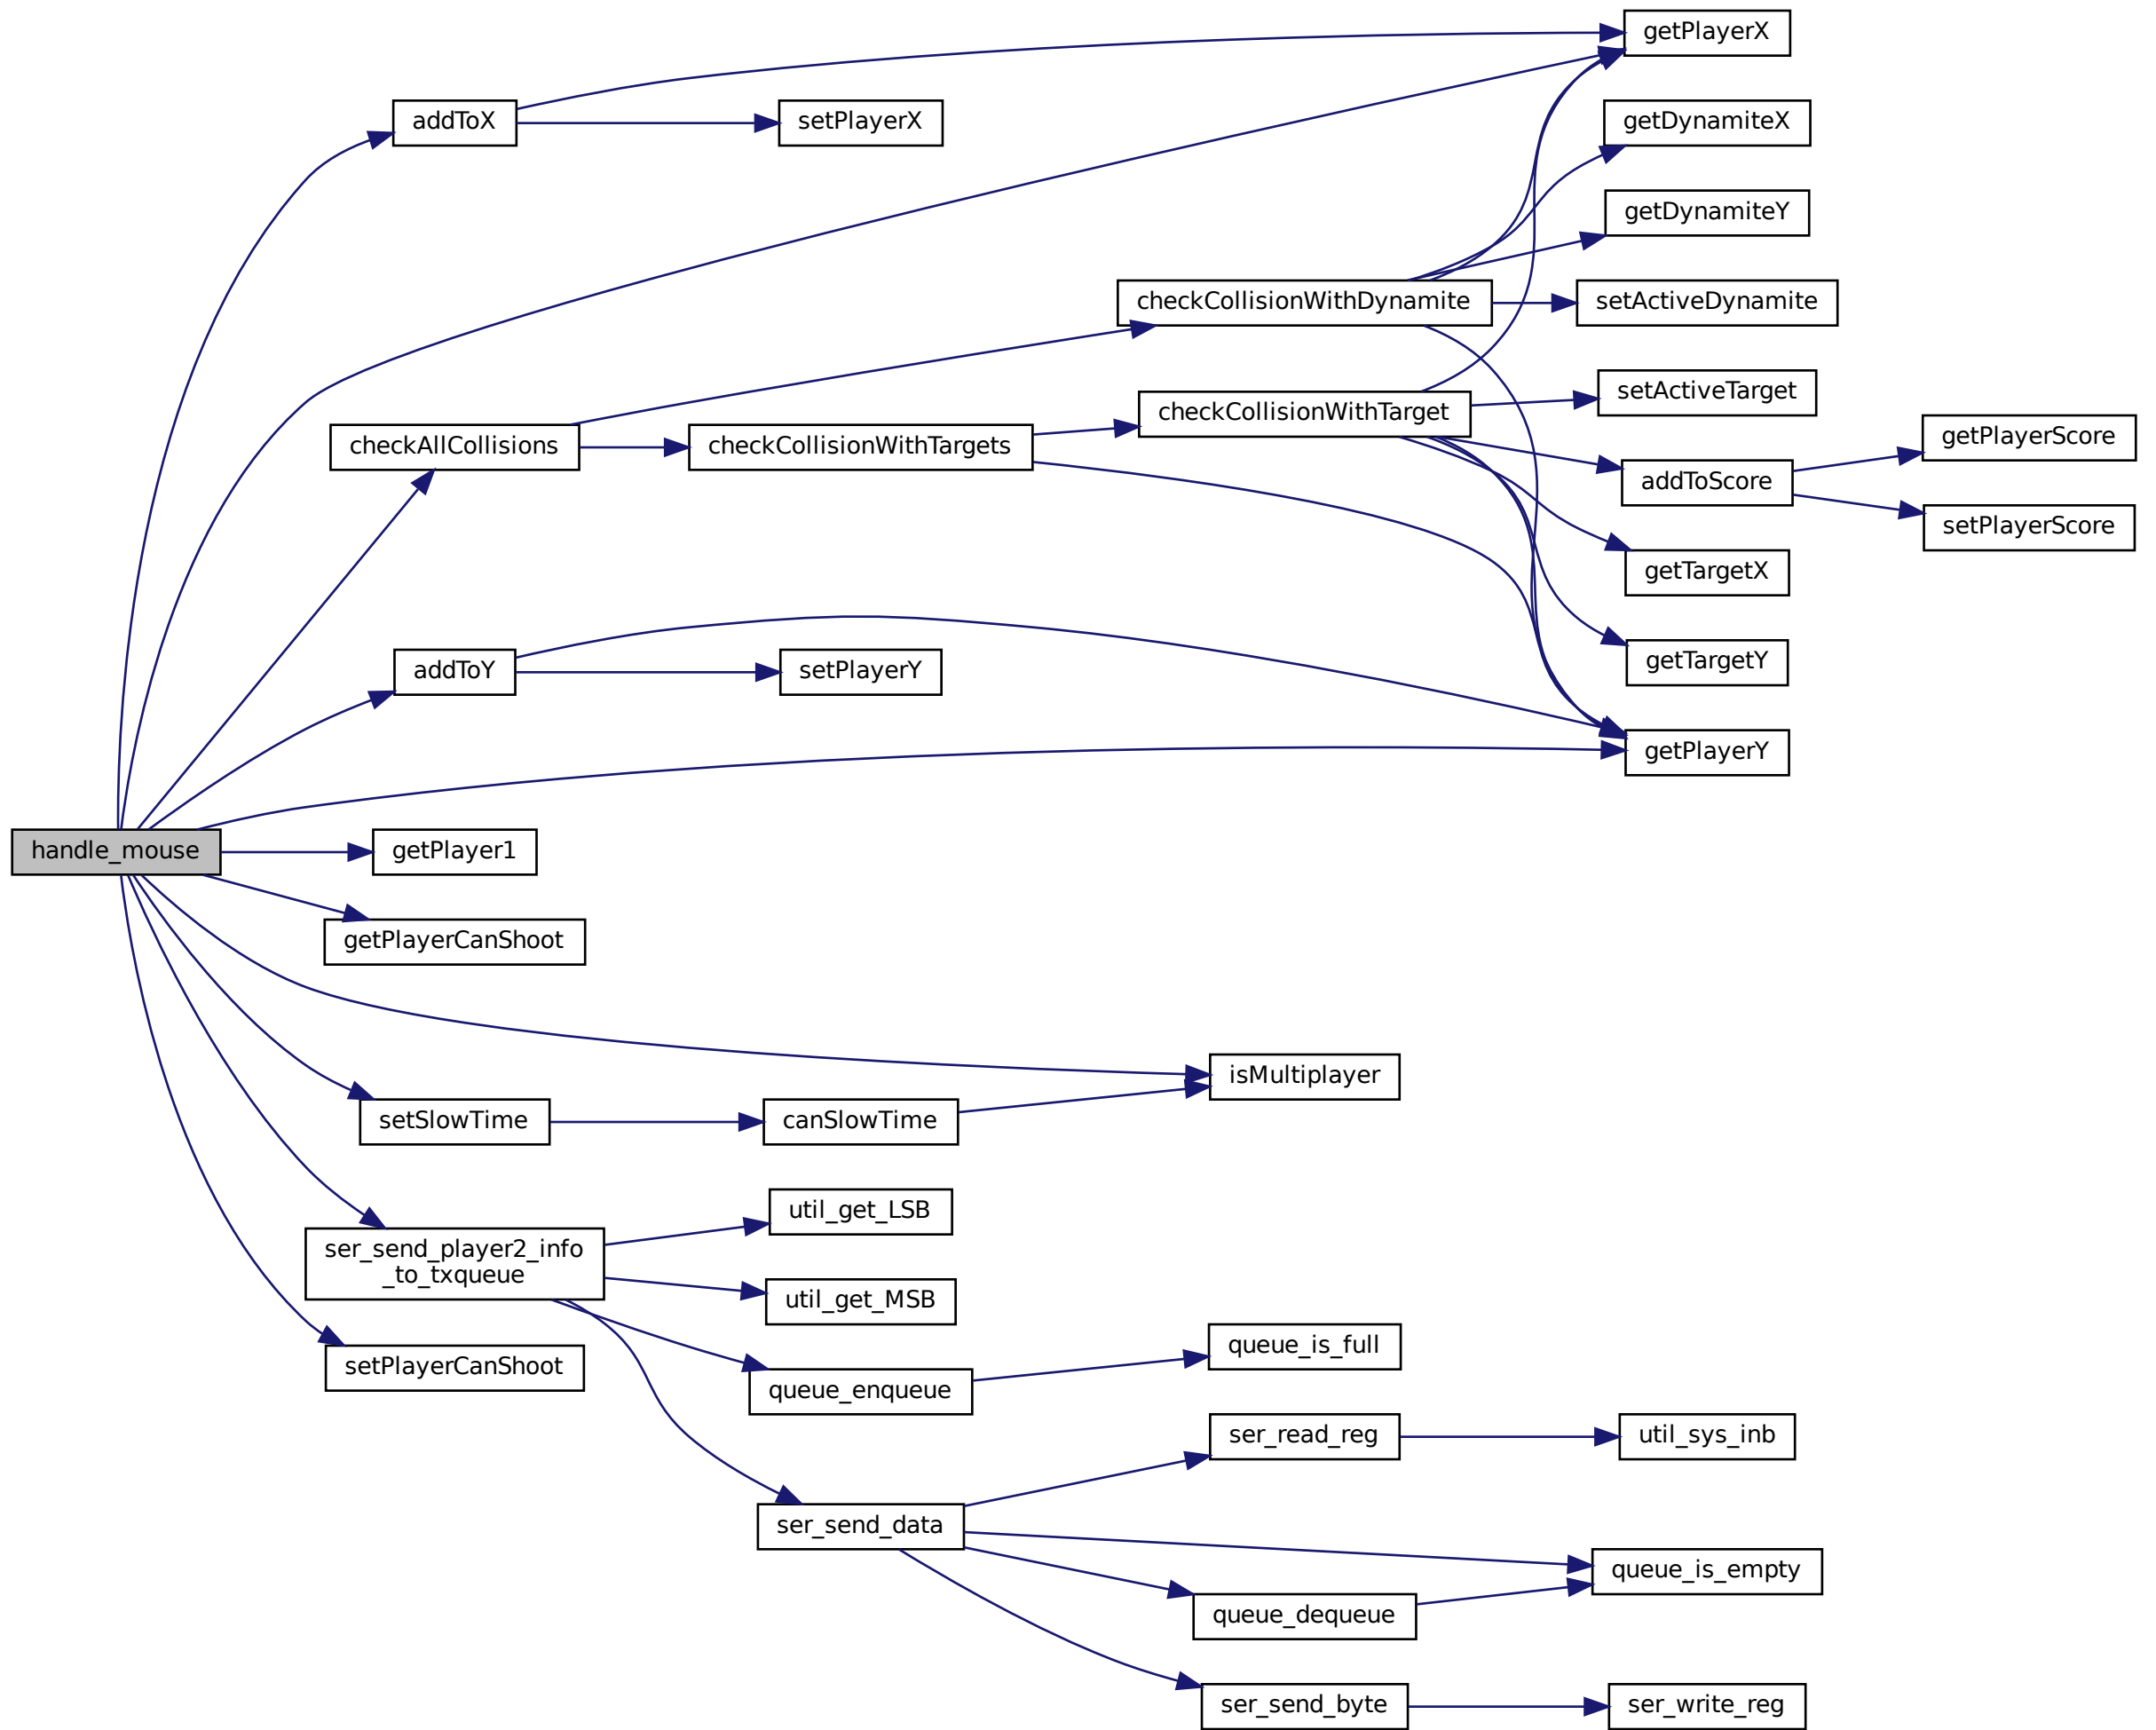 getPlayerX
addToX
setPlayerX
getDynamiteX
getDynamiteY
checkCollisionWithDynamite
setActiveDynamite
setActiveTarget
checkCollisionWithTarget
checkAllCollisions
checkCollisionWithTargets
getPlayerScore
addToScore
setPlayerScore
getTargetX
addToY
setPlayerY
getTargetY
getPlayerY
handle_mouse
getPlayer1
getPlayerCanShoot
isMultiplayer
setSlowTime
canSlowTime
util_get_LSB
ser_send_player2_info
_to_txqueue
util_get_MSB
setPlayerCanShoot
queue_is_full
queue_enqueue
ser_read_reg
util_sys_inb
ser_send_data
queue_is_empty
queue_dequeue
ser_send_byte
ser_write_reg